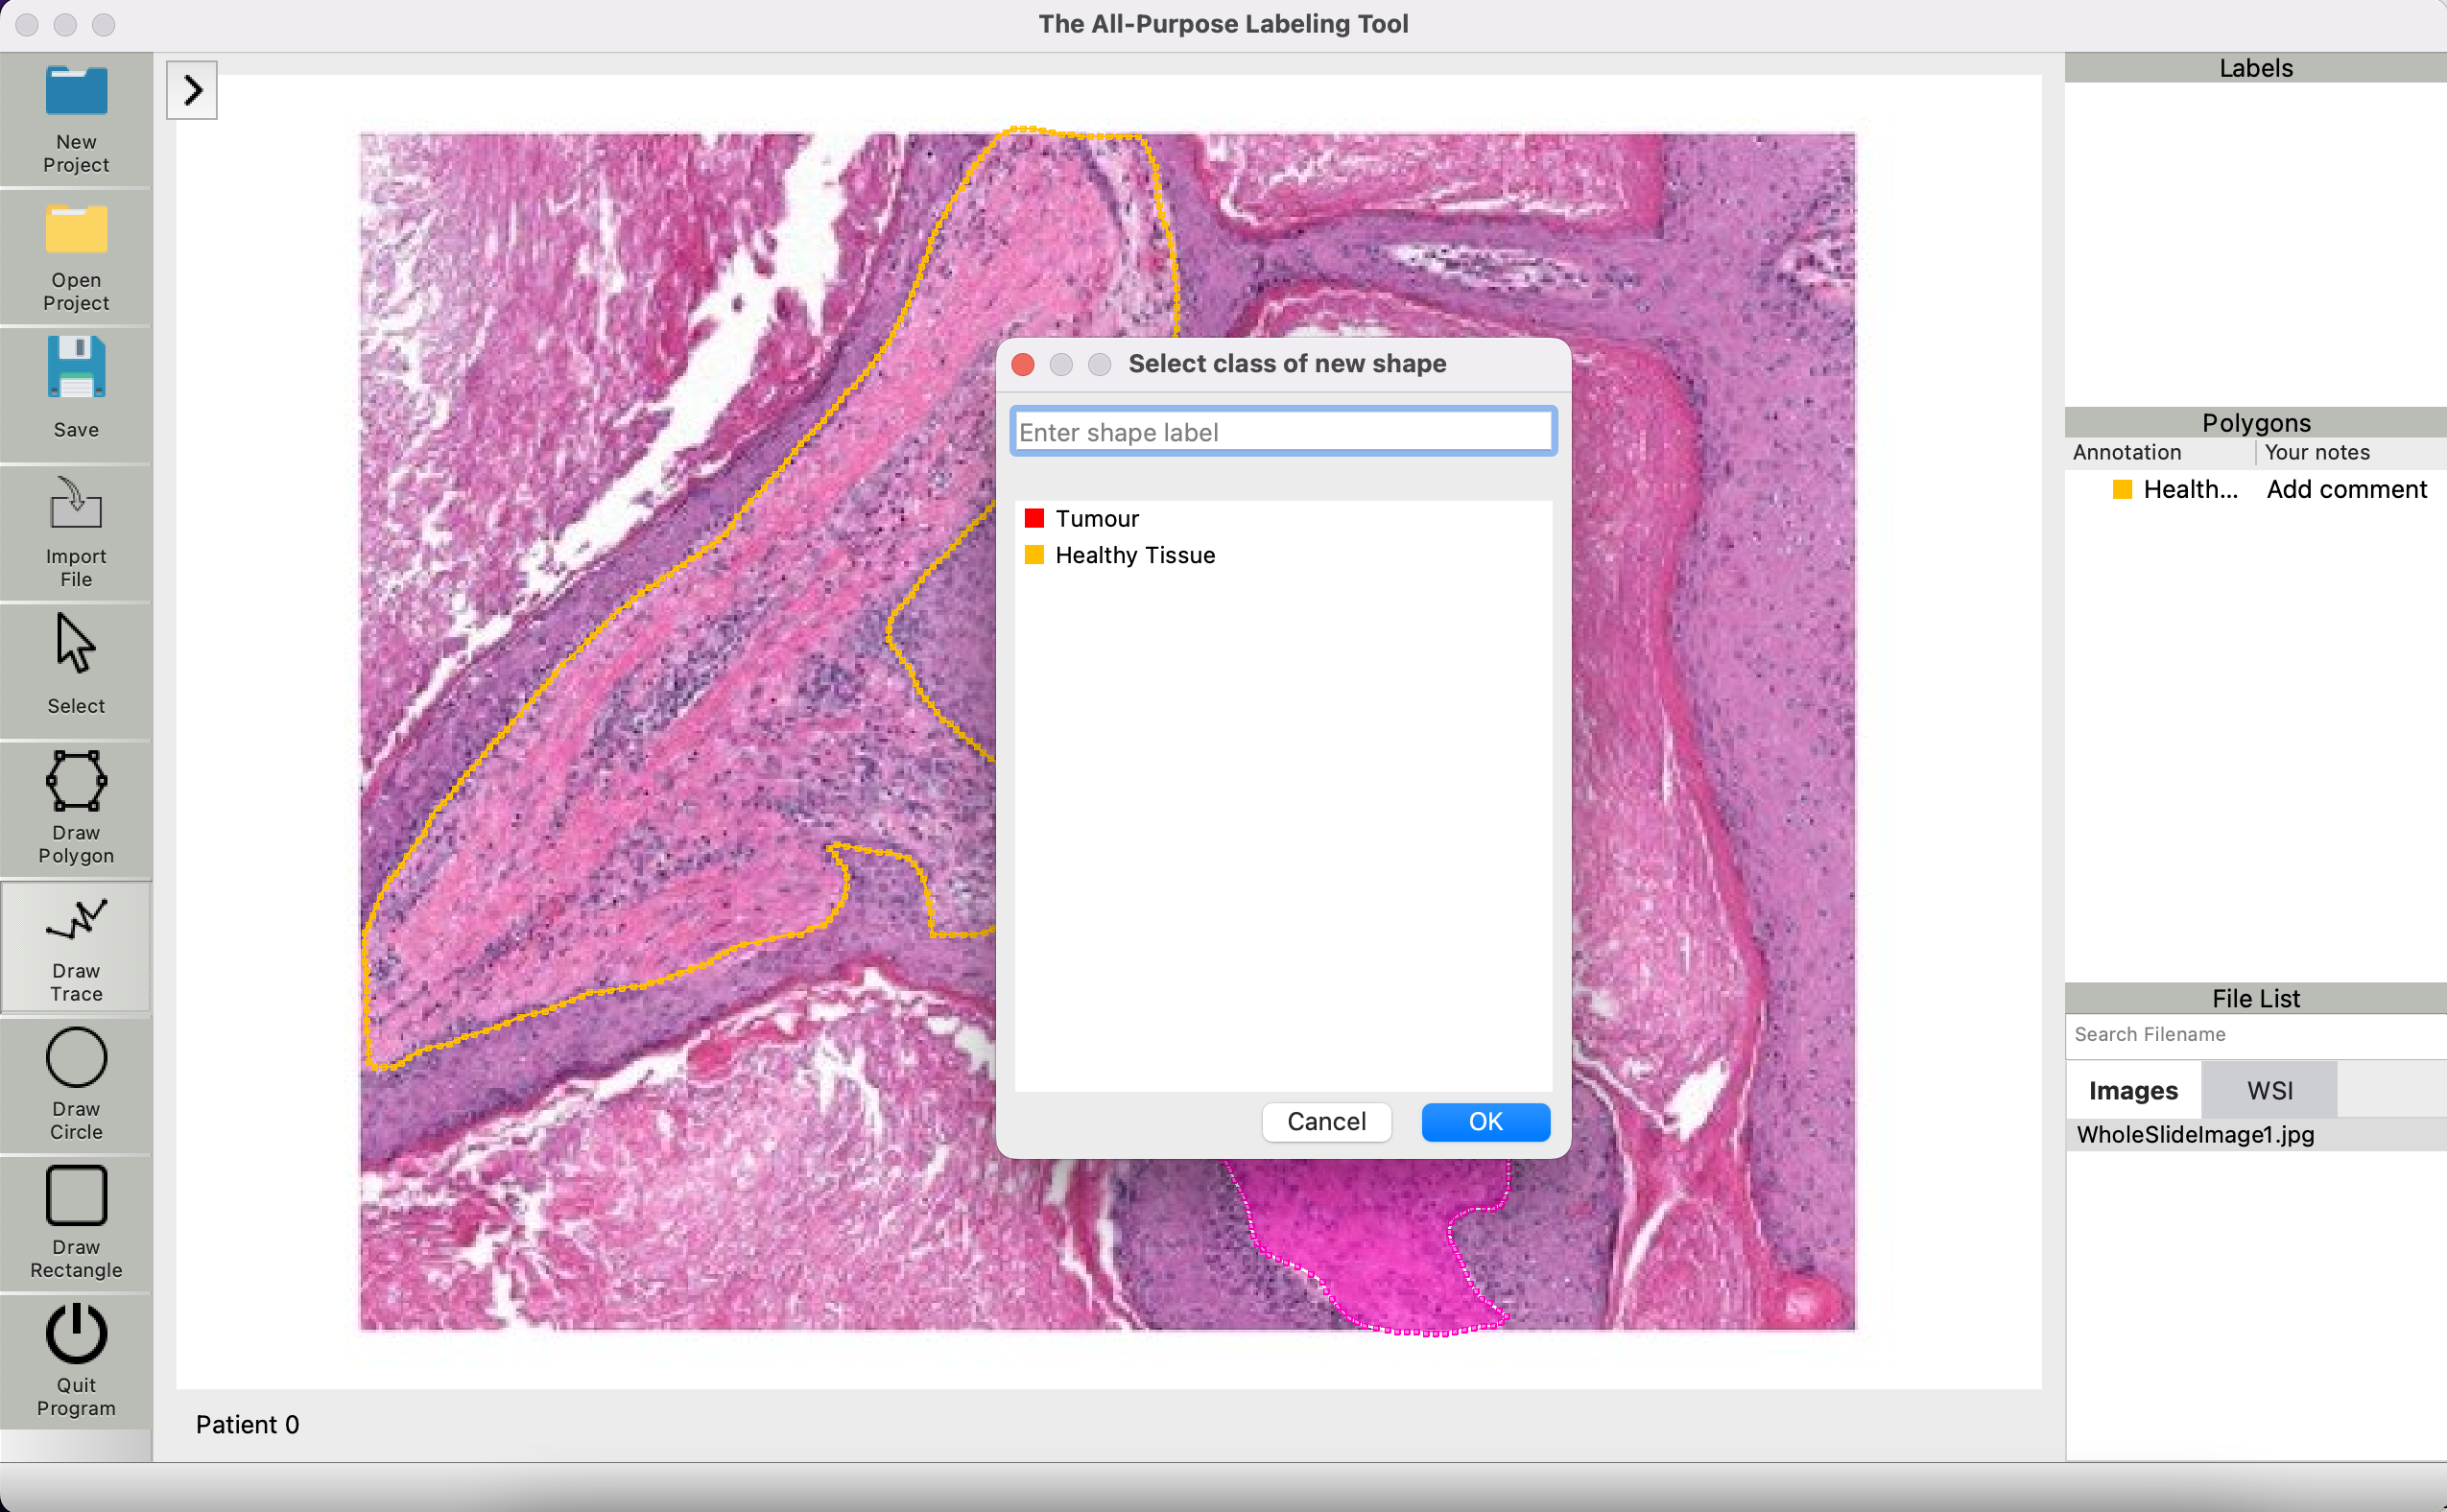 The All-Purpose Labeling Tool
New
Project
Open
Project
Save
Import
File
Select
Draw
Polygon
Draw
Trace
Draw
Circle
Draw
Rectangle
Quit
Program
Patient 0
Select class of new shape
Enter shape label
Tumour
Healthy Tissue
Cancel OK
Labels
Polygons
Annotation Your notes
Health... Add comment
File List
Search Filename
Images WSI
WholeSlideImage1.jpg